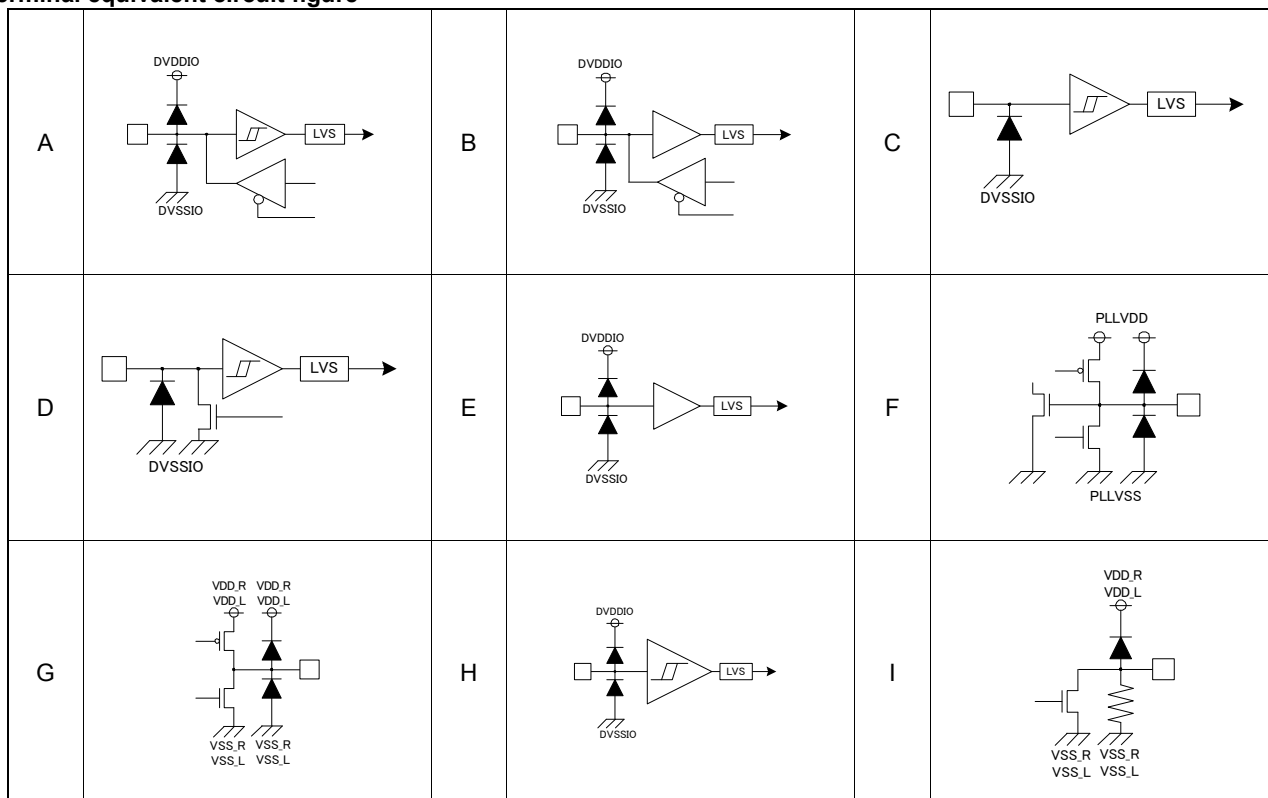 erminal equivalent circuit figure
A
DVDDIO
LVS
DVSSIO
B
DVDDIO
LVS
DVSSIO
C
LVS
DVSSIO
D
LVS
DVSSIO
E
DVDDIO
LVS
DVSSIO
F
PLLVDD
PLLVSS
G
VDD_R VDD_R
VDD_L VDD_L
VSS_R VSS_R
VSS_L VSS_L
H
DVDDIO
LVS
DVSSIO
I
VDD_R
VDD_L
VSS_R VSS_R
VSS_L VSS_L